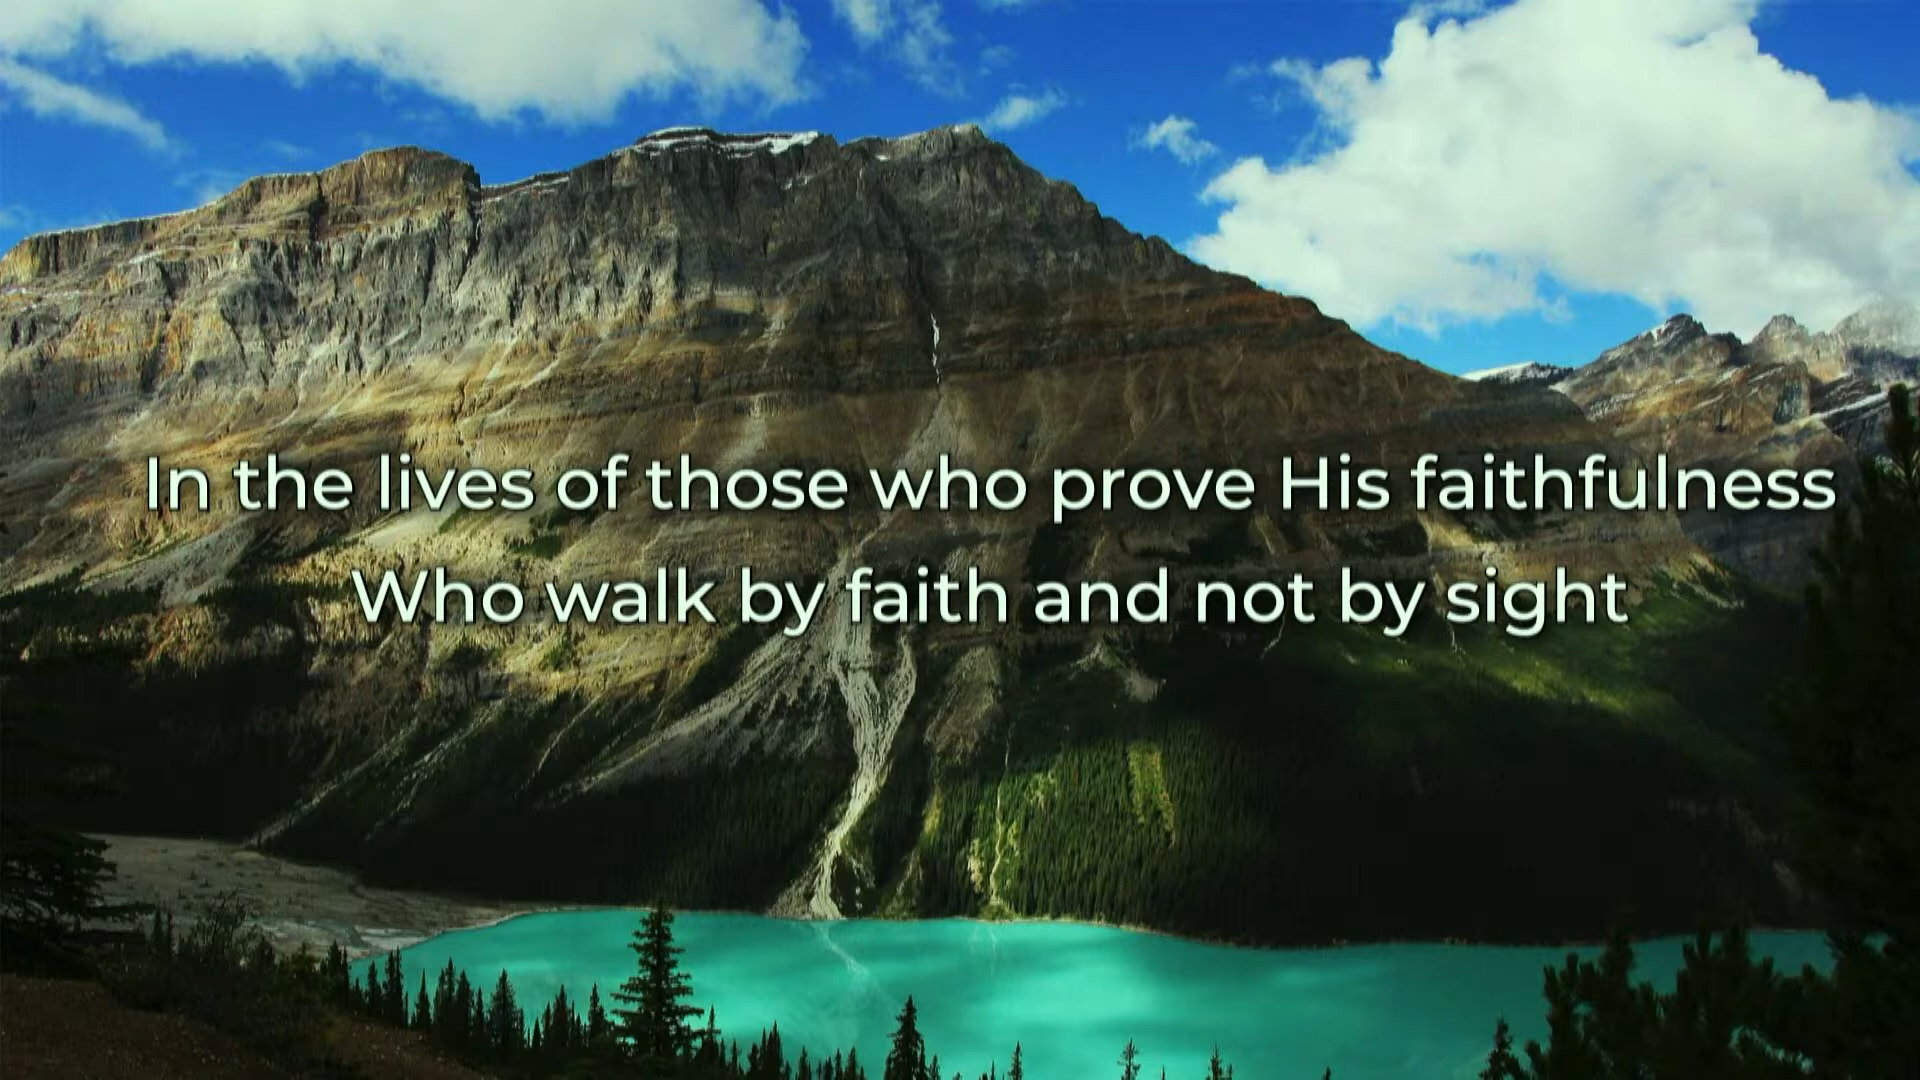 In the lives of those who prove His faithfulness
Who walk by faith and not by sight